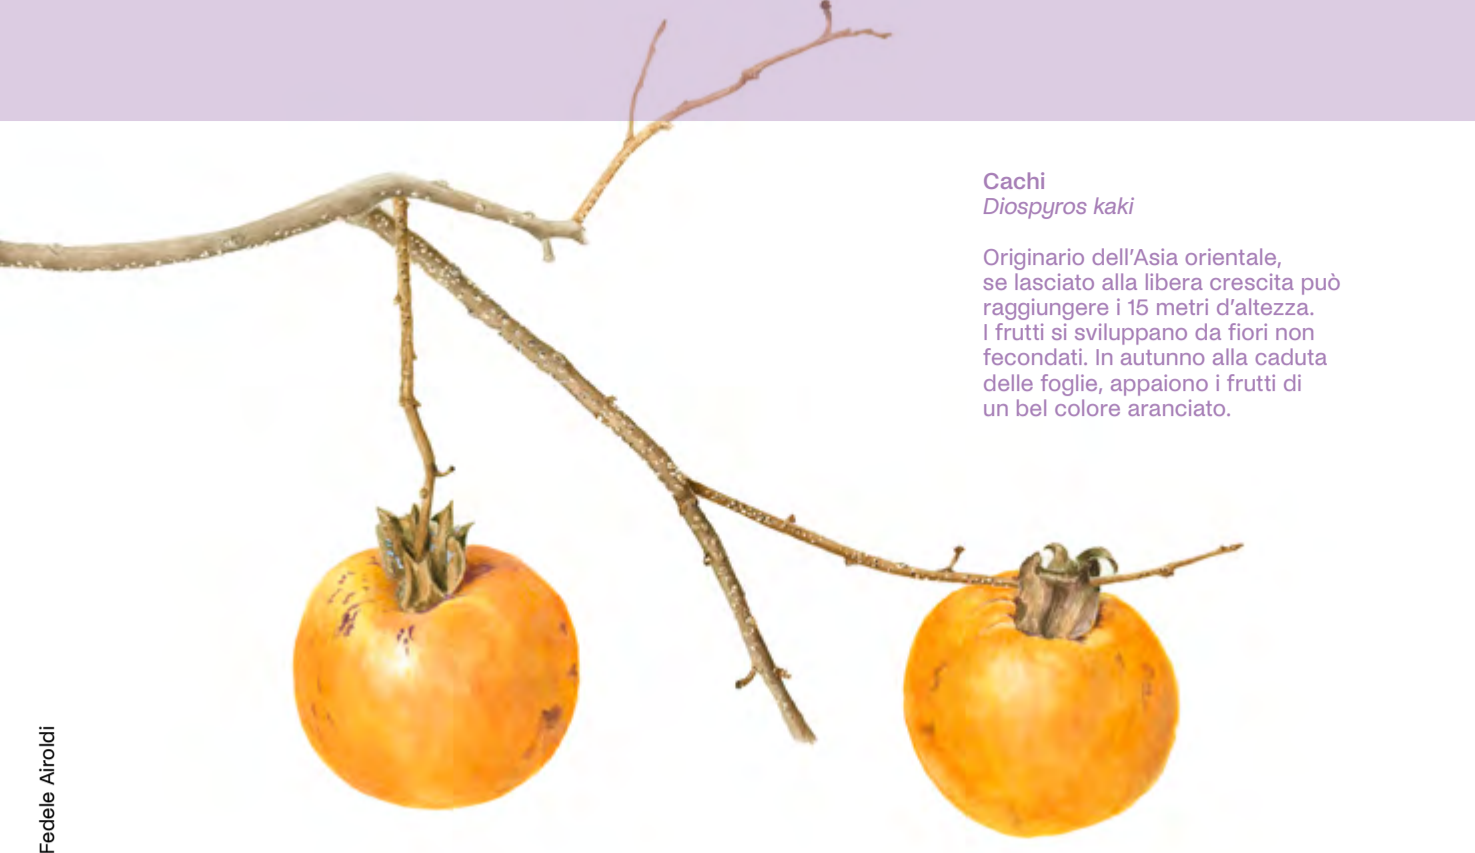 Cachi
Diospyros kaki
Originario dell’Asia orientale,
se lasciato alla libera crescita può
raggiungere i 15 metri d’altezza.
I frutti si sviluppano da fiori non
fecondati. In autunno alla caduta
delle foglie, appaiono i frutti di
un bel colore aranciato.
Fedele Airoldi